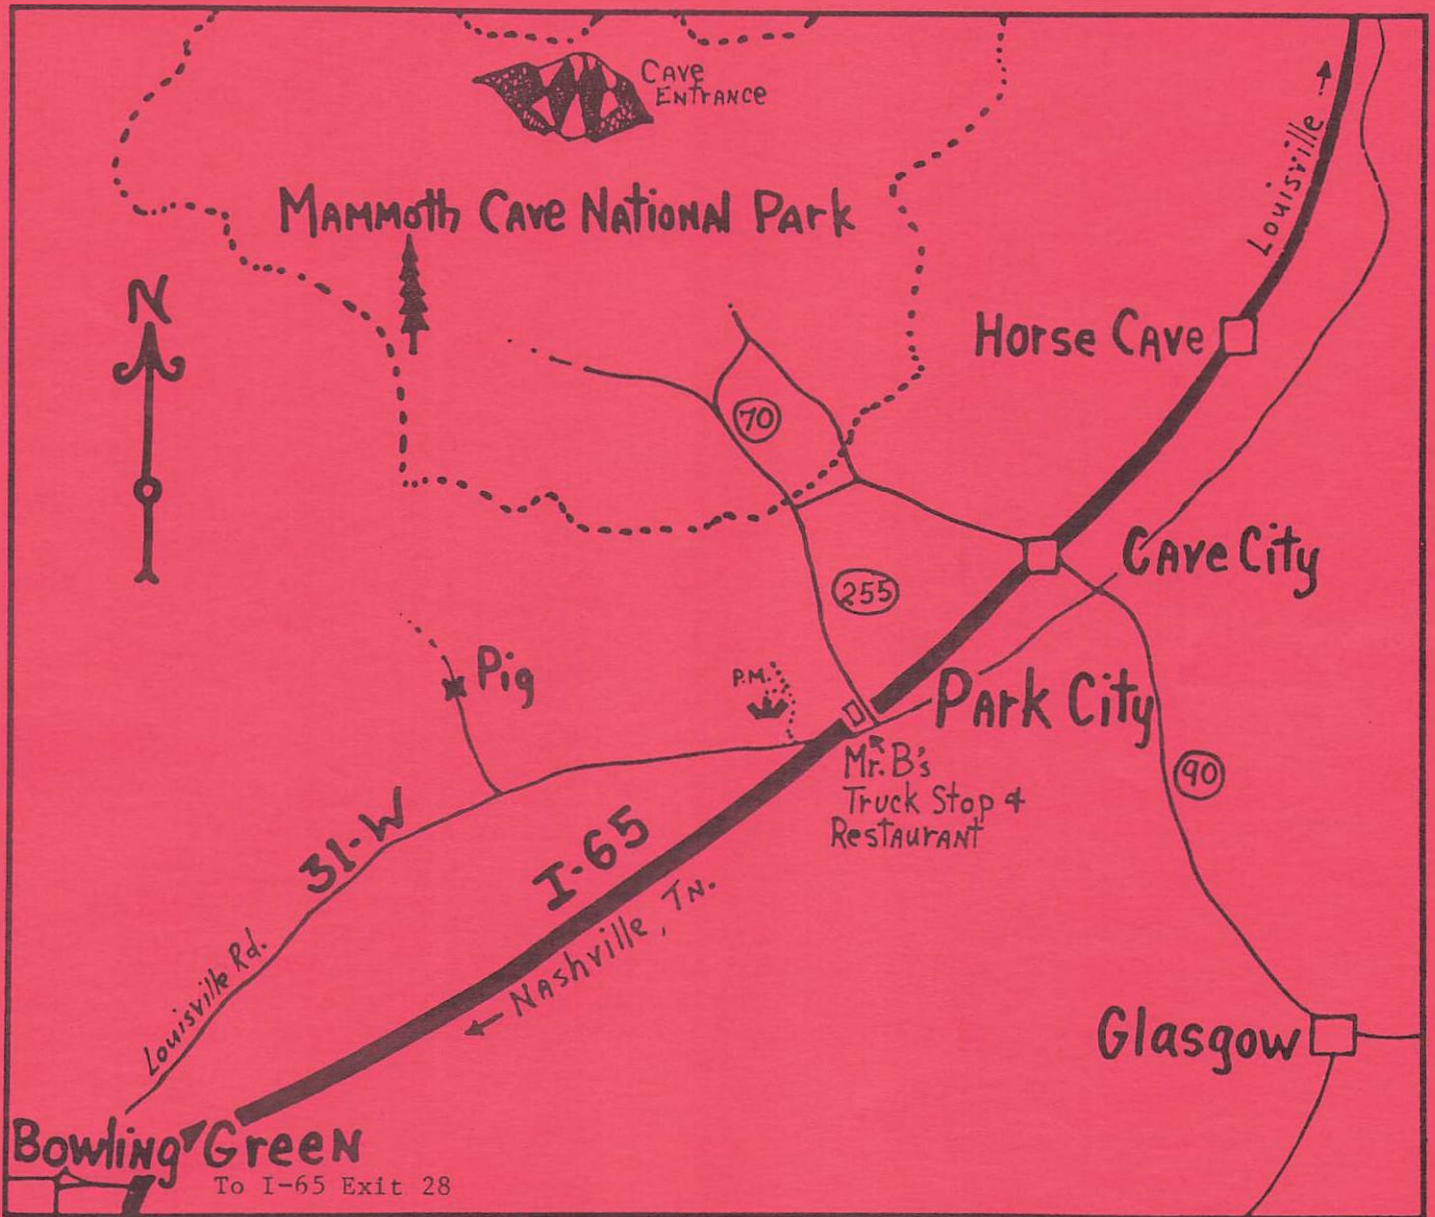 Cave
Entrance
Mammoth Cave National Park
N
Louisville
Horse Cave
70
Cave City
255
Pig
P.M.
Park City
Mr. B's
Truck Stop &
Restaurant
90
31-W
I-65
Nashville, Tn.
Louisville Rd.
Glasgow
Bowling Green
To I-65 Exit 28